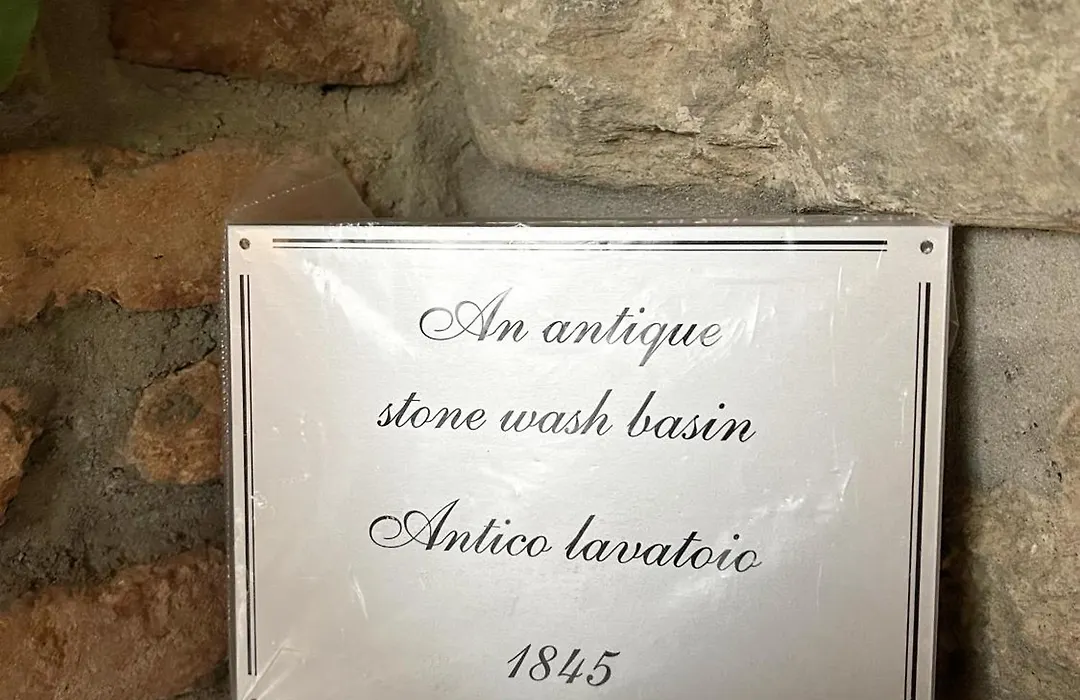 An antique
stone wash basin
Antico lavatoio
1845